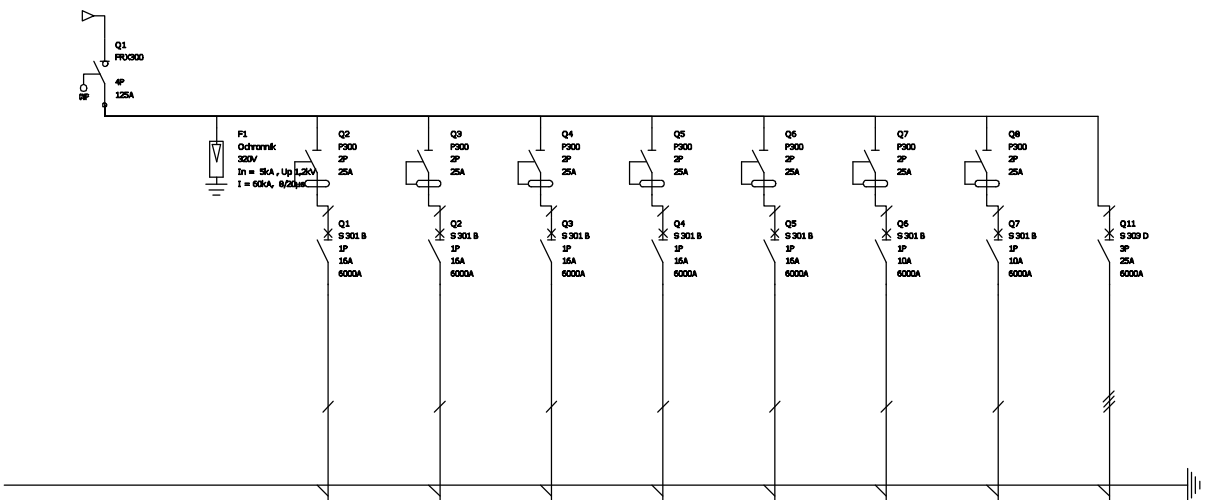 Q1
FRX300
4P
125A
F1
Ochronnik
320V
In = 5kA, Up 1,2kV
I = 60kA, 8/20µs
Q2
P300
2P
25A
Q3
P300
2P
25A
Q4
P300
2P
25A
Q5
P300
2P
25A
Q6
P300
2P
25A
Q7
P300
2P
25A
Q8
P300
2P
25A
Q1
S 301 B
1P
16A
6000A
Q2
S 301 B
1P
16A
6000A
Q3
S 301 B
1P
16A
6000A
Q4
S 301 B
1P
16A
6000A
Q5
S 301 B
1P
16A
6000A
Q6
S 301 B
1P
10A
6000A
Q7
S 301 B
1P
10A
6000A
Q11
S 303 D
3P
25A
6000A